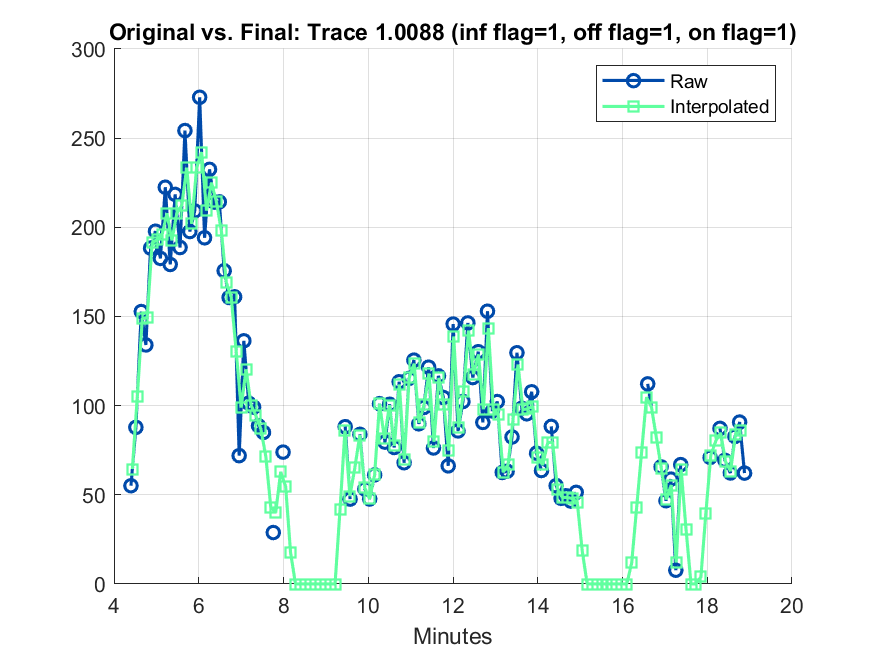 Original vs. Final: Trace 1.0088 (inf flag=1, off flag=1, on flag=1)
300
Raw
Interpolated
250
200
150
100
50
0
4 6 8 10 12 14 16 18 20
Minutes